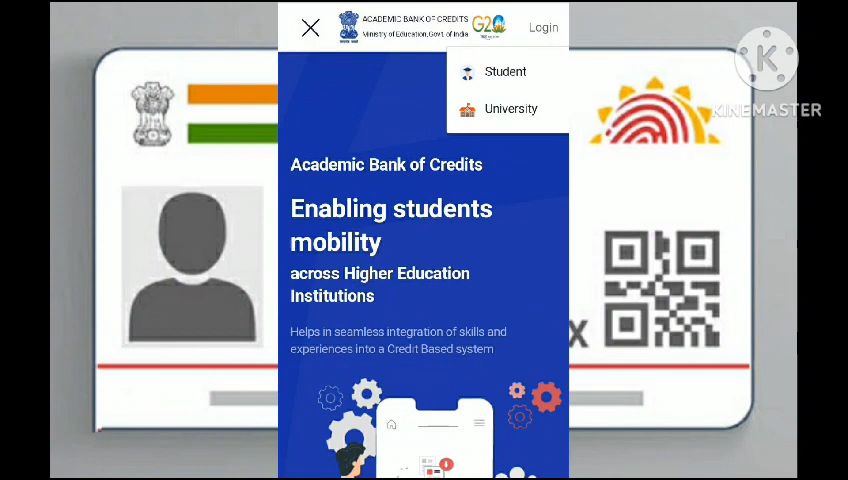 ACADEMIC BANK OF CREDITS
Ministry of Education, Govt. of India
G20
Login
Student
University
KINEMASTER
Academic Bank of Credits
Enabling students
mobility
across Higher Education
Institutions
Helps in seamless integration of skills and
experiences into a Credit Based system
X